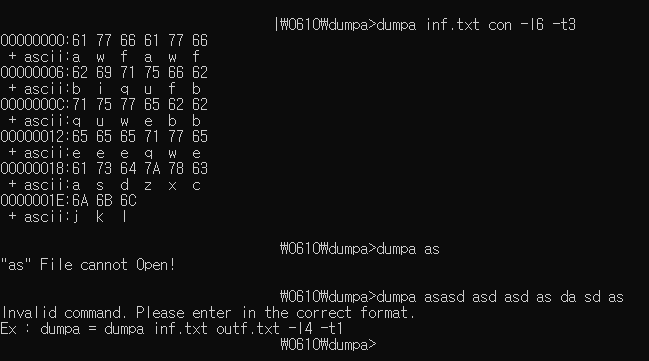 |₩0610₩dumpa>dumpa inf.txt con -l6 -t3
00000000:61 77 66 61 77 66
+ ascii:a w f a w f
00000006:62 69 71 75 66 62
+ ascii:b i q u f b
0000000C:71 75 77 65 62 62
+ ascii:q u w e b b
00000012:65 65 65 71 77 65
+ ascii:e e e q w e
00000018:61 73 64 7A 78 63
+ ascii:a s d z x c
0000001E:6A 6B 6C
+ ascii:j k l
₩0610₩dumpa>dumpa as
"as" File cannot Open!
₩0610₩dumpa>dumpa asasd asd asd as da sd as
Invalid command. Please enter in the correct format.
Ex : dumpa = dumpa inf.txt outf.txt -l4 -t1
₩0610₩dumpa>